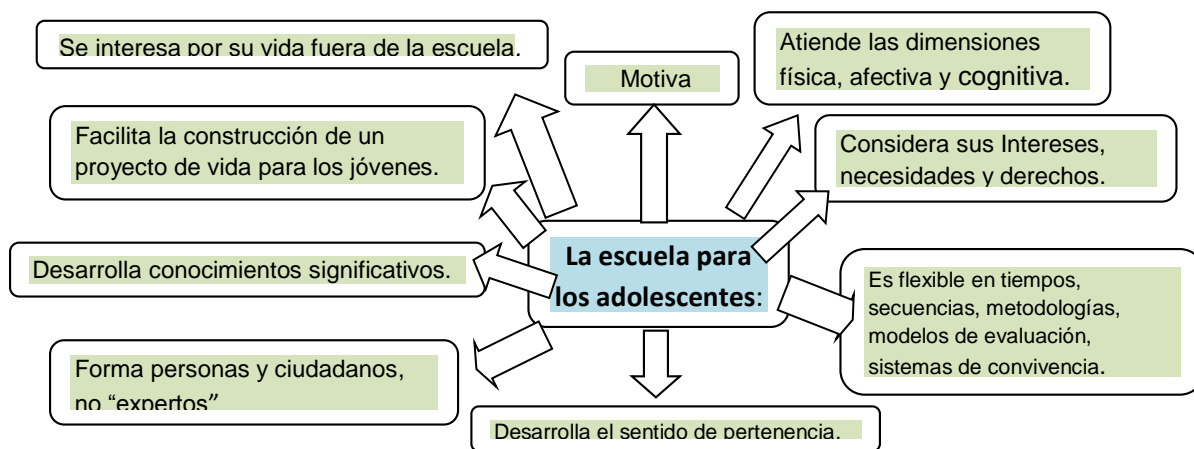 Se interesa por su vida fuera de la escuela.
Motiva
Atiende las dimensiones
física, afectiva y cognitiva.
Facilita la construcción de un
proyecto de vida para los jóvenes.
Considera sus Intereses,
necesidades y derechos.
La escuela para
los adolescentes:
Desarrolla conocimientos significativos.
Es flexible en tiempos,
secuencias, metodologías,
modelos de evaluación,
sistemas de convivencia.
Forma personas y ciudadanos,
no “expertos”
Desarrolla el sentido de pertenencia.